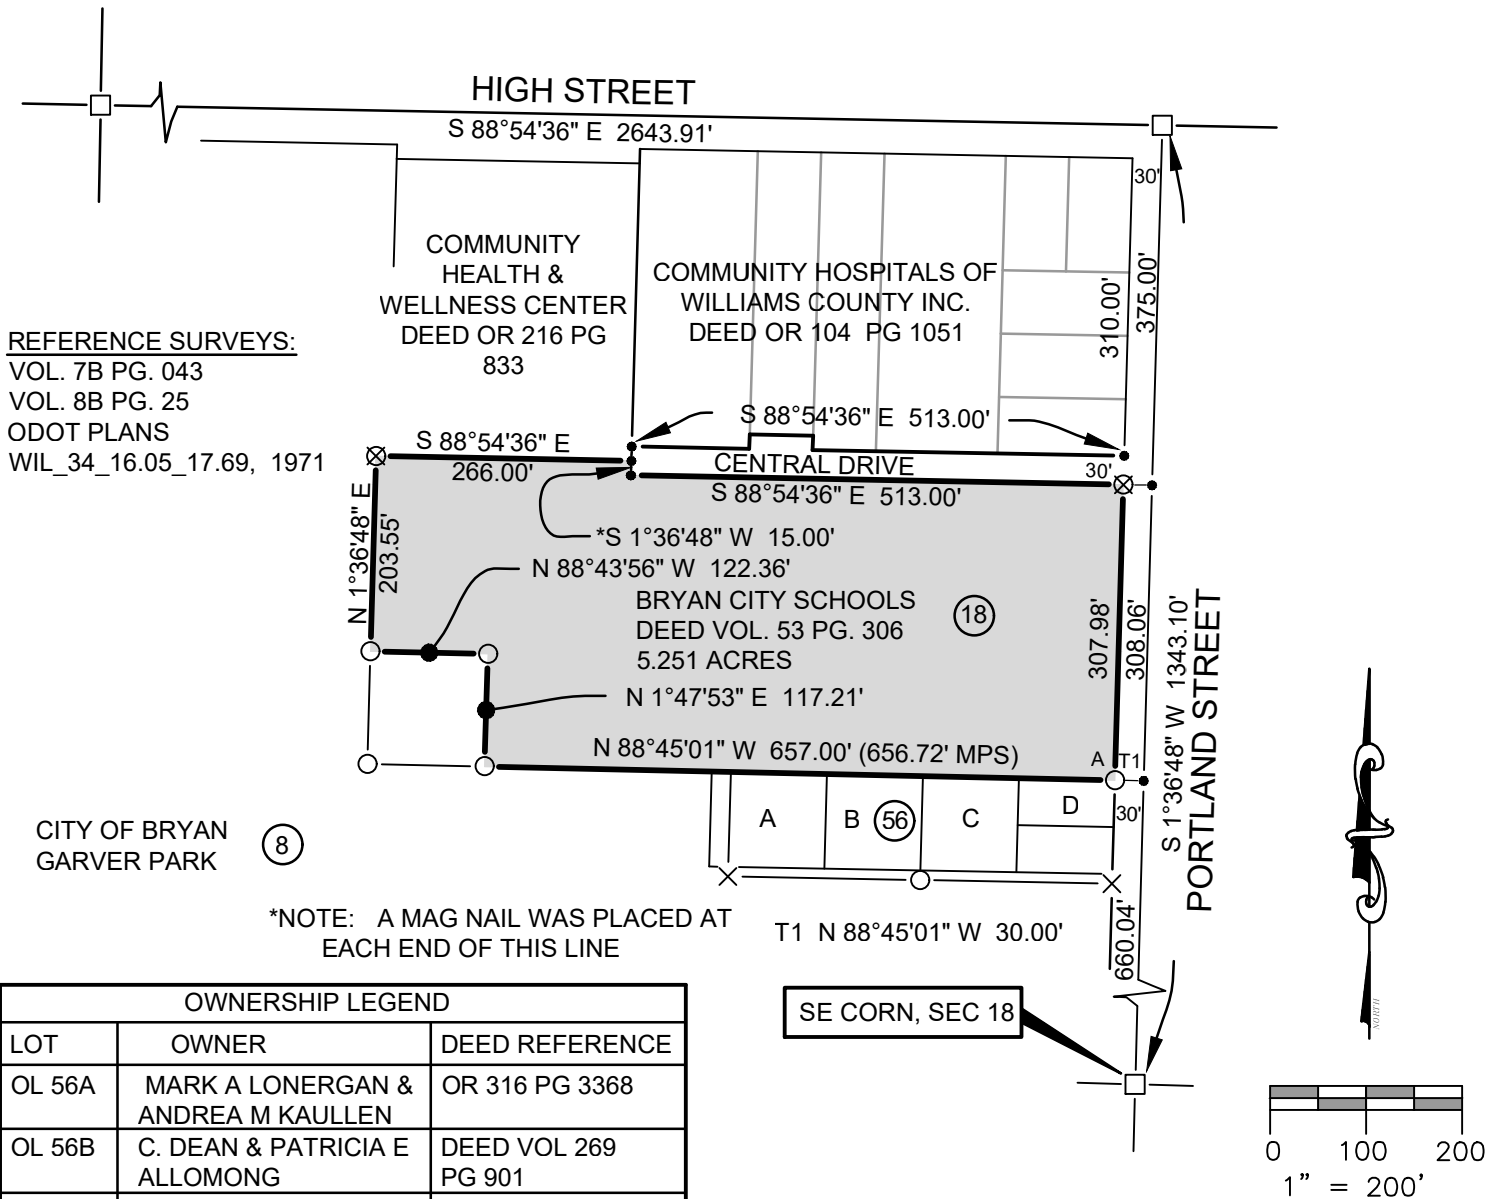 HIGH STREET
S 88°54'36" E 2643.91'
30'
COMMUNITY
HEALTH &
WELLNESS CENTER
DEED OR 216 PG
833
COMMUNITY HOSPITALS OF
WILLIAMS COUNTY INC.
DEED OR 104 PG 1051
310.00'
375.00'
REFERENCE SURVEYS:
VOL. 7B PG. 043
VOL. 8B PG. 25
ODOT PLANS
WIL_34_16.05_17.69, 1971
S 88°54'36" E 513.00'
S 88°54'36" E
266.00'
CENTRAL DRIVE
30'
S 88°54'36" E 513.00'
N 1°36'48" E
203.55'
*S 1°36'48" W 15.00'
N 88°43'56" W 122.36'
BRYAN CITY SCHOOLS
DEED VOL. 53 PG. 306
5.251 ACRES
18
307.98'
308.06'
S 1°36'48" W 1343.10'
PORTLAND STREET
N 1°47'53" E 117.21'
N 88°45'01" W 657.00' (656.72' MPS)
A
T1
A
B
56
C
D
30'
CITY OF BRYAN
GARVER PARK
8
*NOTE: A MAG NAIL WAS PLACED AT
EACH END OF THIS LINE
T1 N 88°45'01" W 30.00'
660.04'
SE CORN, SEC 18
NORTH
OWNERSHIP LEGEND
LOT OWNER DEED REFERENCE
OL 56A MARK A LONERGAN & OR 316 PG 3368
ANDREA M KAULLEN
OL 56B C. DEAN & PATRICIA E DEED VOL 269
ALLOMONG PG 901
0 100 200
1" = 200'